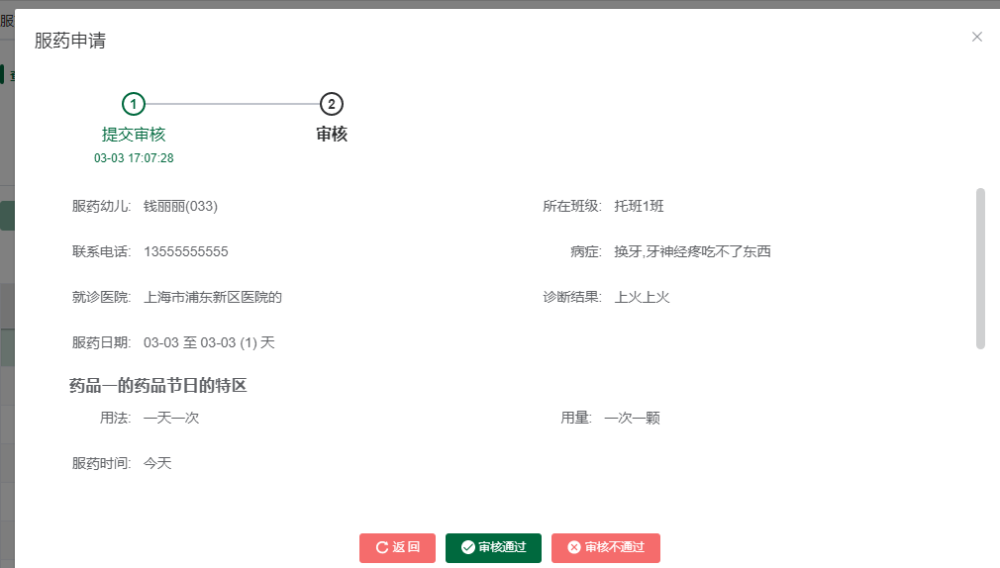 服
服药申请
1
2
提交审核
审核
03-03 17:07:28
服药幼儿: 钱丽丽(033)
所在班级: 托班1班
联系电话: 13555555555
病症: 换牙,牙神经疼吃不了东西
就诊医院: 上海市浦东新区医院的
诊断结果: 上火上火
服药日期: 03-03 至 03-03 (1) 天
药品一的药品节日的特区
用法: 一天一次
用量: 一次一颗
服药时间: 今天
返 回
审核通过
审核不通过